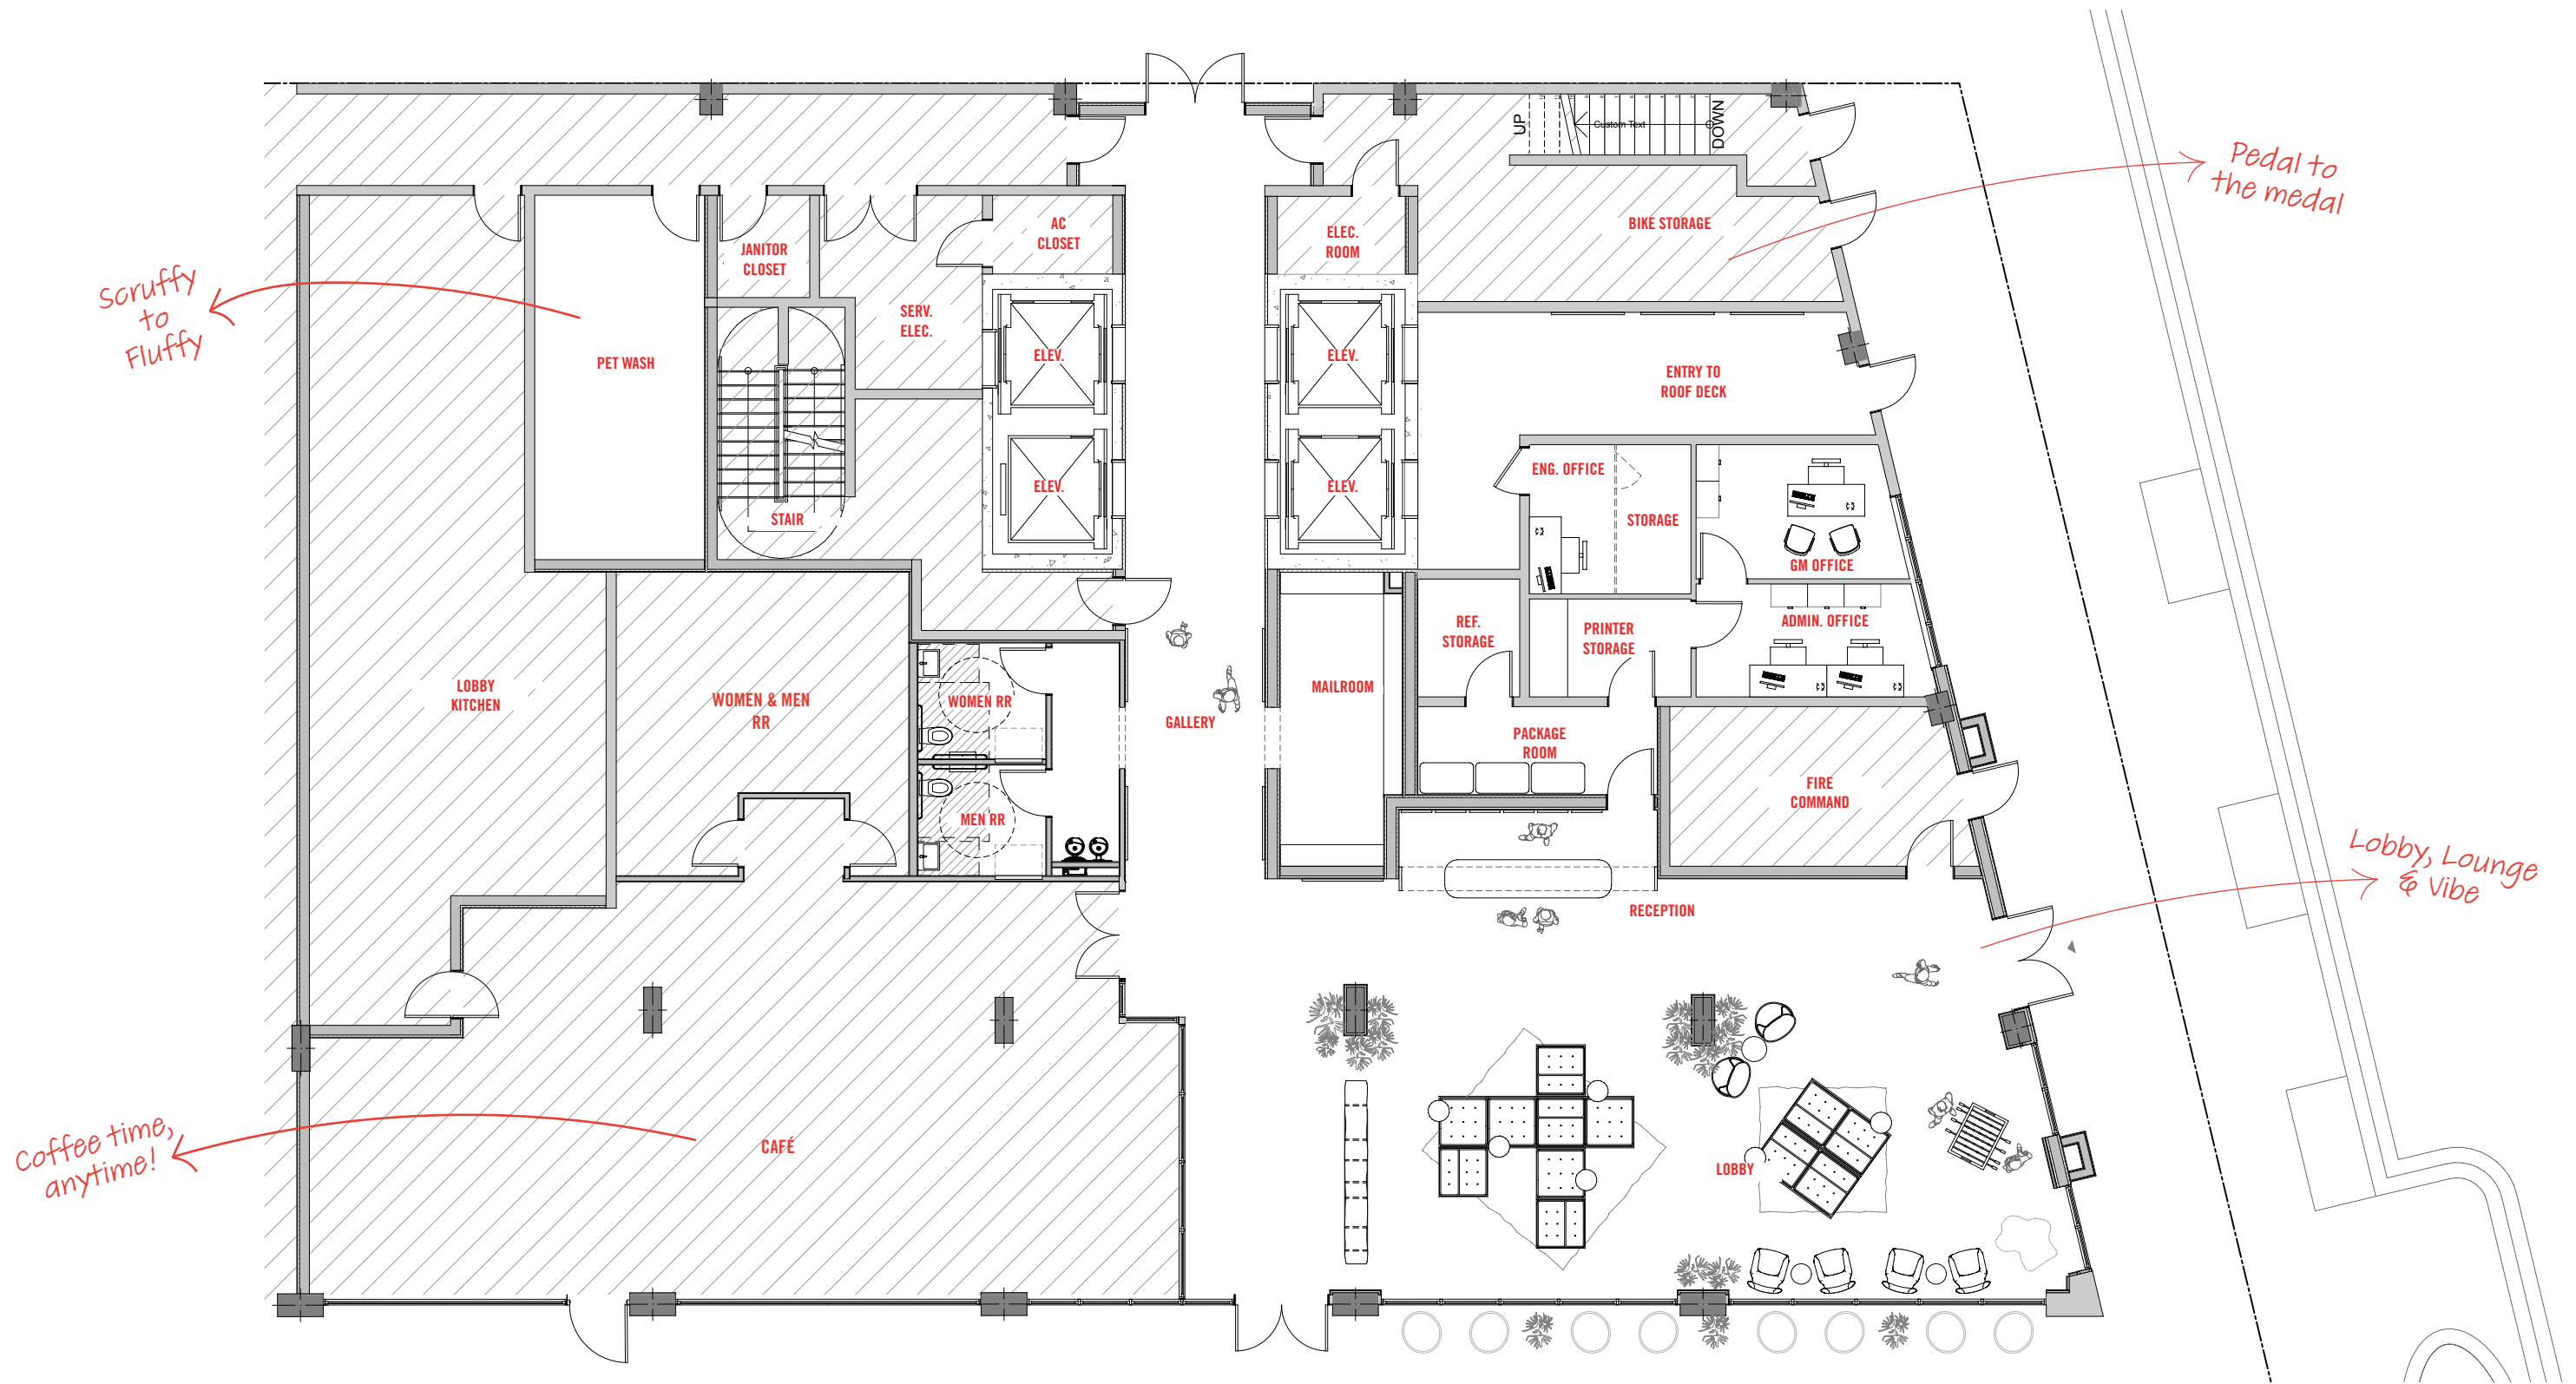 UP
Custom Text
DOWN
Pedal to
the medal
BIKE STORAGE
AC
CLOSET
ELEC.
ROOM
JANITOR
CLOSET
Scruffy
to
Fluffy
SERV.
ELEC.
PET WASH
ELEV.
ELEV.
ENTRY TO
ROOF DECK
ELEV.
ELEV.
ENG. OFFICE
STORAGE
STAIR
GM OFFICE
REF.
STORAGE
PRINTER
STORAGE
ADMIN. OFFICE
LOBBY
KITCHEN
WOMEN & MEN
RR
WOMEN RR
GALLERY
MAILROOM
PACKAGE
ROOM
FIRE
COMMAND
MEN RR
Lobby, Lounge
& Vibe
RECEPTION
Coffee time,
anytime!
CAFÉ
LOBBY